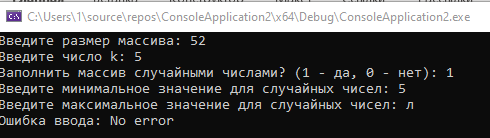 C:\Users\1\source\repos\ConsoleApplication2\x64\Debug\ConsoleApplication2.exe
Введите размер массива: 52
Введите число k: 5
Заполнить массив случайными числами? (1 - да, 0 - нет): 1
Введите минимальное значение для случайных чисел: 5
Введите максимальное значение для случайных чисел: л
Ошибка ввода: No error